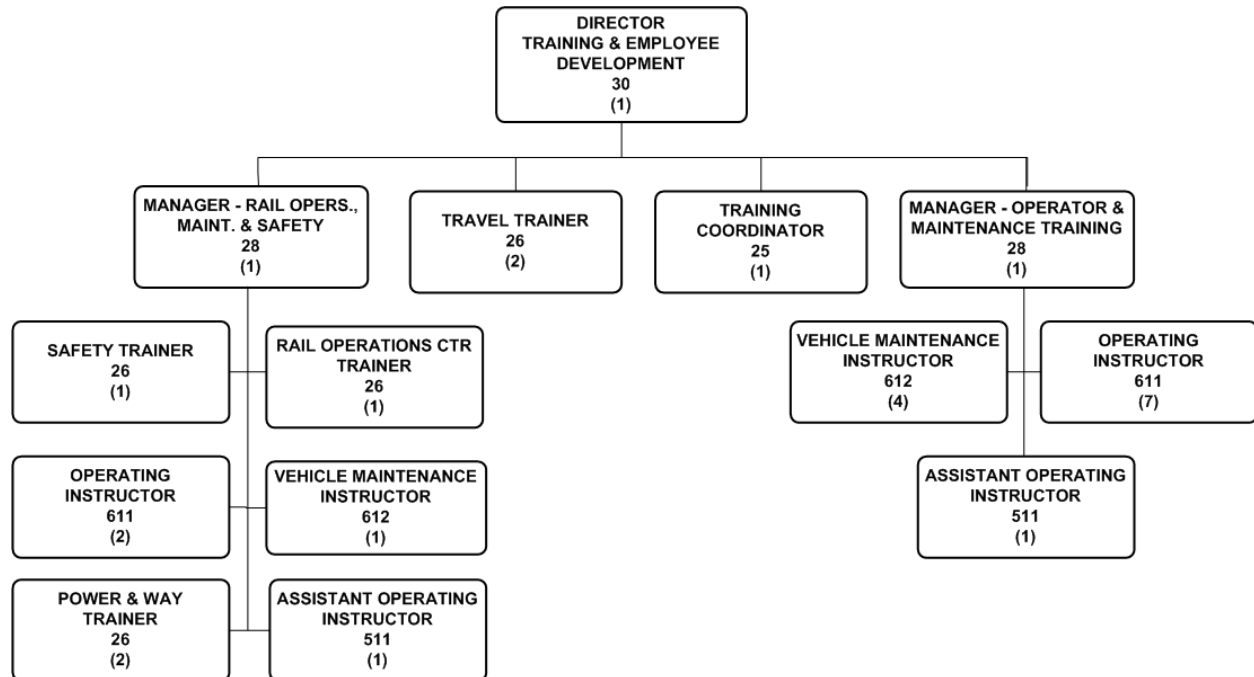 DIRECTOR
TRAINING & EMPLOYEE
DEVELOPMENT
30
(1)
MANAGER - RAIL OPERS.,
MAINT. & SAFETY
28
(1)
TRAVEL TRAINER
26
(2)
TRAINING
COORDINATOR
25
(1)
MANAGER - OPERATOR &
MAINTENANCE TRAINING
28
(1)
SAFETY TRAINER
26
(1)
RAIL OPERATIONS CTR
TRAINER
26
(1)
VEHICLE MAINTENANCE
INSTRUCTOR
612
(4)
OPERATING
INSTRUCTOR
611
(7)
OPERATING
INSTRUCTOR
611
(2)
VEHICLE MAINTENANCE
INSTRUCTOR
612
(1)
ASSISTANT OPERATING
INSTRUCTOR
511
(1)
POWER & WAY
TRAINER
26
(2)
ASSISTANT OPERATING
INSTRUCTOR
511
(1)